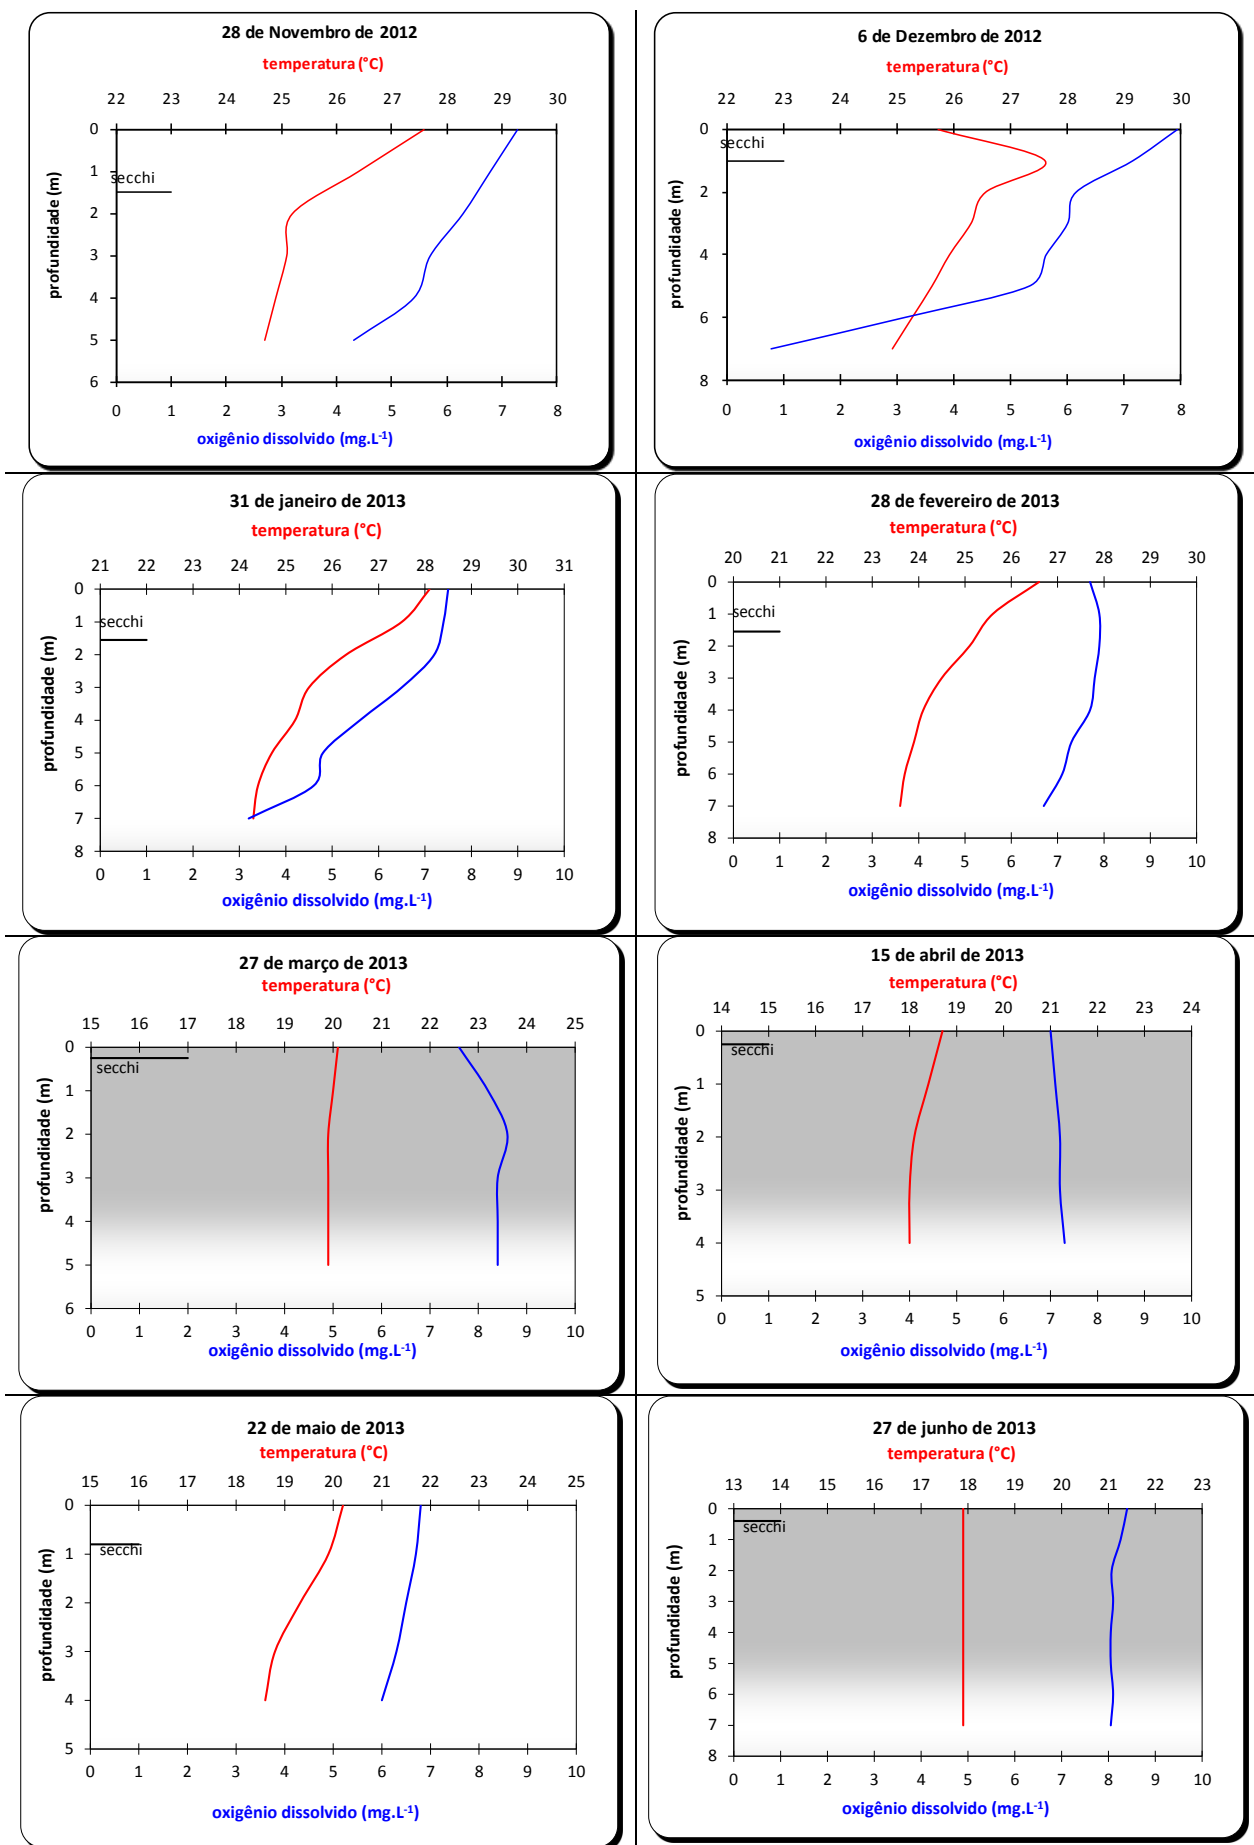 28 de Novembro de 2012
temperatura (°C)
22 23 24 25 26 27 28 29 30
0
1
2
3
4
5
6
secchi
profundidade (m)
0 1 2 3 4 5 6 7 8
oxigênio dissolvido (mg.L-1)
6 de Dezembro de 2012
temperatura (°C)
22 23 24 25 26 27 28 29 30
0
2
4
6
8
secchi
profundidade (m)
0 1 2 3 4 5 6 7 8
oxigênio dissolvido (mg.L-1)
31 de janeiro de 2013
temperatura (°C)
21 22 23 24 25 26 27 28 29 30 31
0
1
2
3
4
5
6
7
8
secchi
profundidade (m)
0 1 2 3 4 5 6 7 8 9 10
oxigênio dissolvido (mg.L-1)
28 de fevereiro de 2013
temperatura (°C)
20 21 22 23 24 25 26 27 28 29 30
0
1
2
3
4
5
6
7
8
secchi
profundidade (m)
0 1 2 3 4 5 6 7 8 9 10
oxigênio dissolvido (mg.L-1)
27 de março de 2013
temperatura (°C)
15 16 17 18 19 20 21 22 23 24 25
0
1
2
3
4
5
6
secchi
profundidade (m)
0 1 2 3 4 5 6 7 8 9 10
oxigênio dissolvido (mg.L-1)
15 de abril de 2013
temperatura (°C)
14 15 16 17 18 19 20 21 22 23 24
0
1
2
3
4
5
secchi
profundidade (m)
0 1 2 3 4 5 6 7 8 9 10
oxigênio dissolvido (mg.L-1)
22 de maio de 2013
temperatura (°C)
15 16 17 18 19 20 21 22 23 24 25
0
1
2
3
4
5
secchi
profundidade (m)
0 1 2 3 4 5 6 7 8 9 10
oxigênio dissolvido (mg.L-1)
27 de junho de 2013
temperatura (°C)
13 14 15 15 17 18 19 20 21 22 23
0
1
2
3
4
5
6
7
8
secchi
profundidade (m)
0 1 2 3 4 5 6 7 8 9 10
oxigênio dissolvido (mg.L-1)